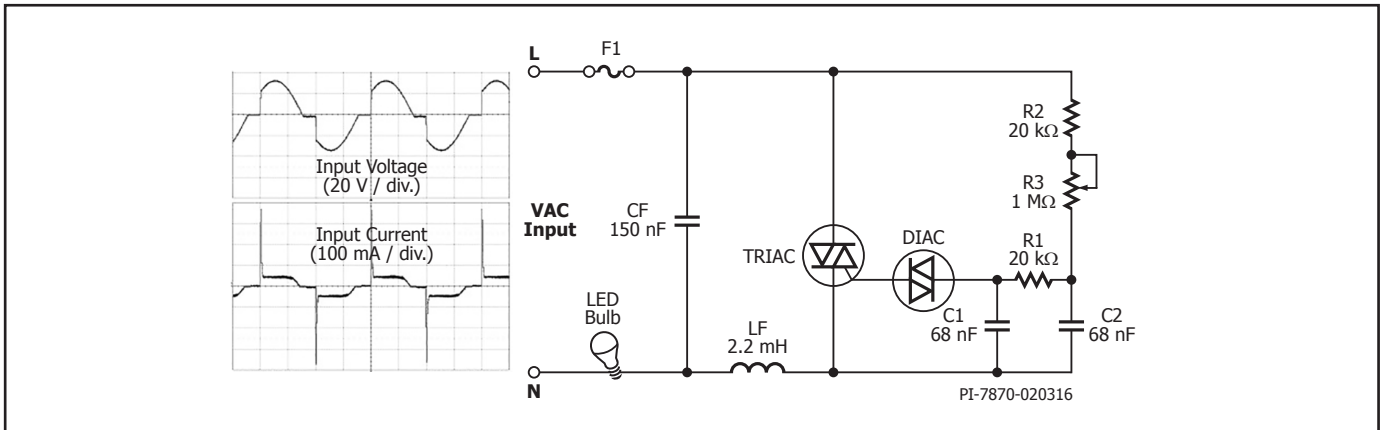 Input Voltage
(20 V / div.)
Input Current
(100 mA / div.)
L
F1
VAC
Input
CF
150 nF
LED
Bulb
N
LF
2.2 mH
TRIAC
DIAC
R2
20 kΩ
R3
1 MΩ
R1
20 kΩ
C1
68 nF
C2
68 nF
PI-7870-020316